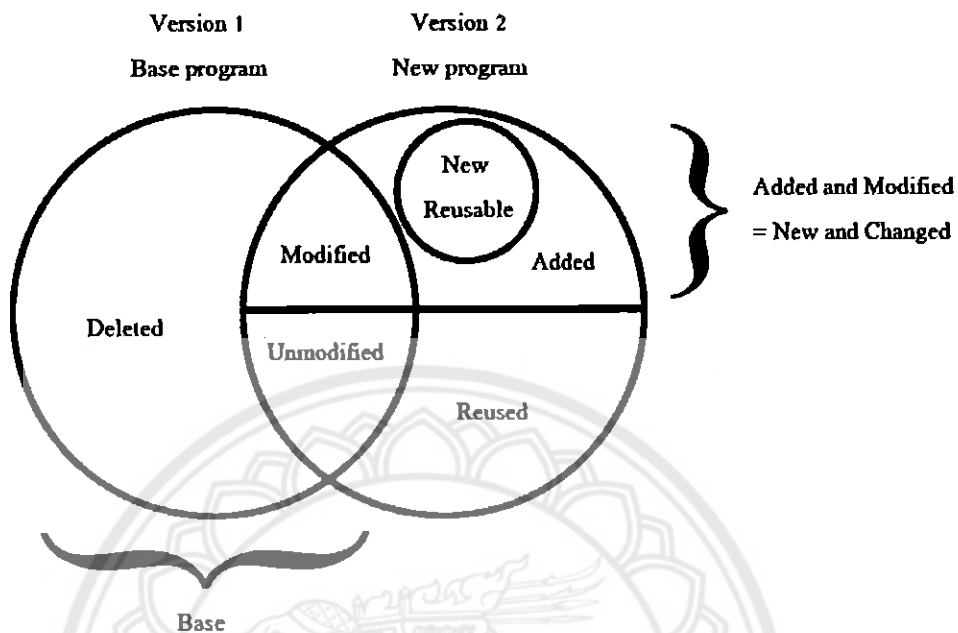 Version 1
Base program
Version 2
New program
New
Reusable
Modified
Added
Added and Modified
= New and Changed
Deleted
Unmodified
Reused
Base